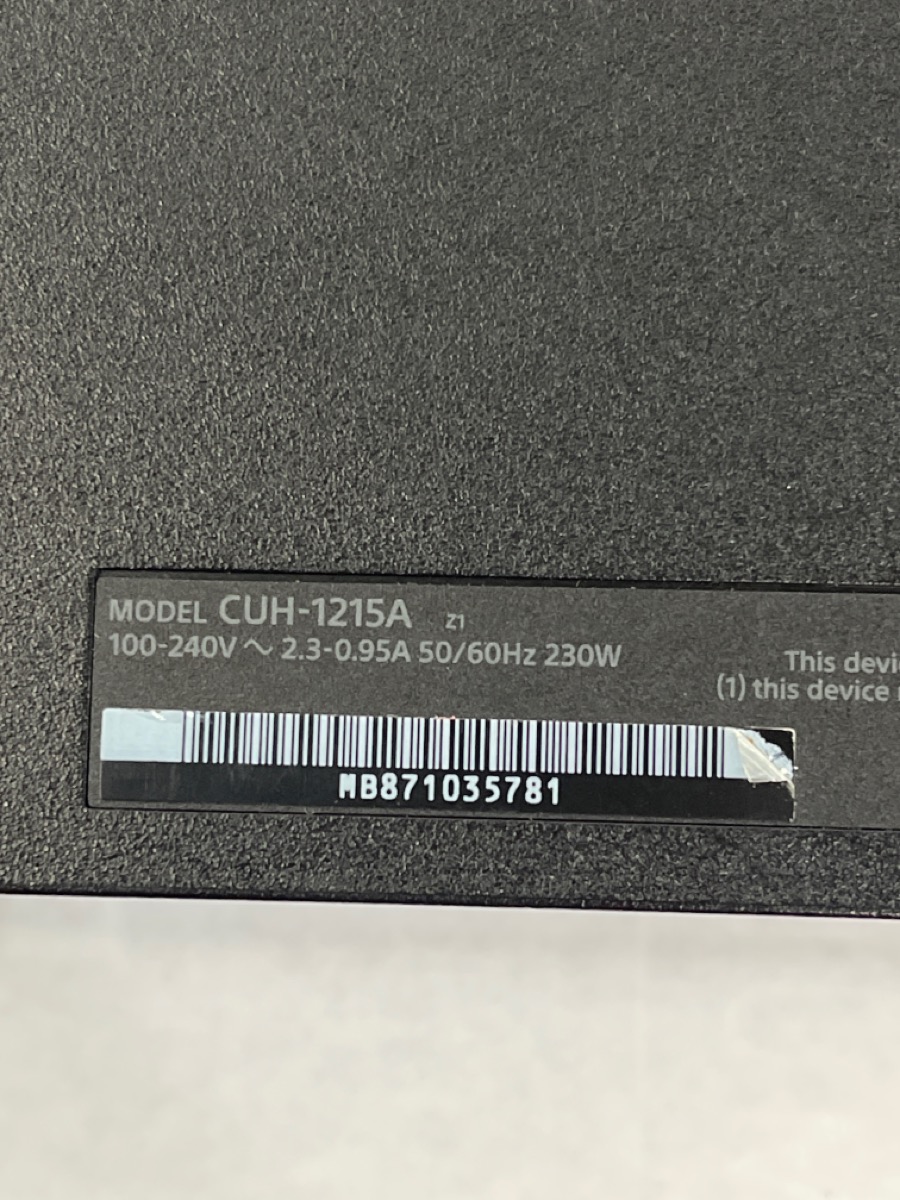 MODEL CUH-1215A Z1
100-240V ～ 2.3-0.95A 50/60Hz 230W
This devi
(1) this device
MB871035781